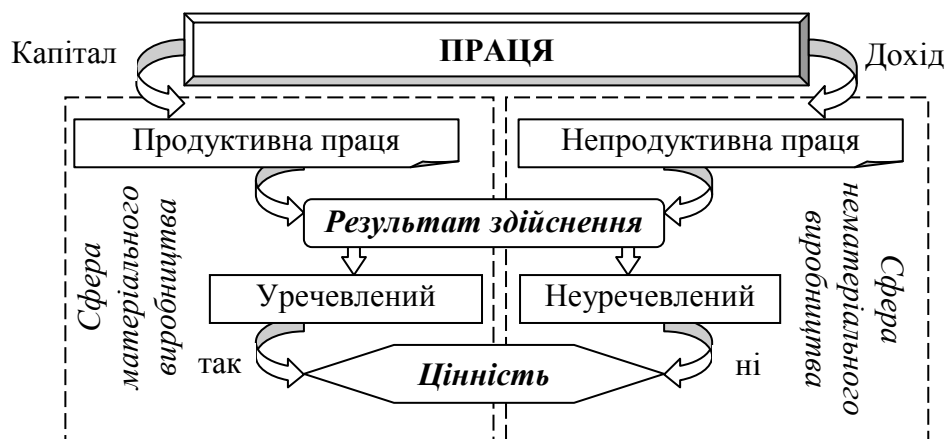 Капітал
ПРАЦЯ
Дохід
Продуктивна праця
Непродуктивна праця
Сфера
матеріального
виробництва
Результат здійснення
Сфера
нематеріального
виробництва
Уречевлений
Неуречевлений
так
Цінність
ні